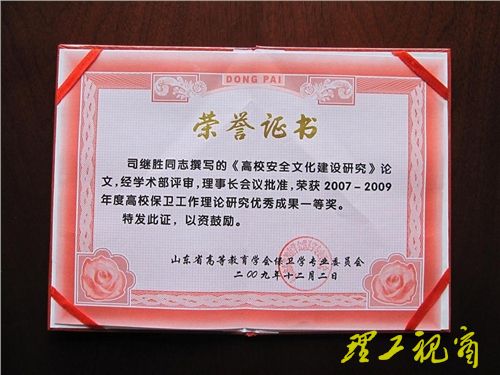 DONG PAI
荣誉证书
司继胜同志撰写的《高校安全文化建设研究》论
文，经学术部评审，理事长会议批准，荣获 2007－2009
年度高校保卫工作理论研究优秀成果一等奖。
特发此证，以资鼓励。
山东省高等教育学会保卫学专业委员会
二〇〇九年十二月二日
理工视窗